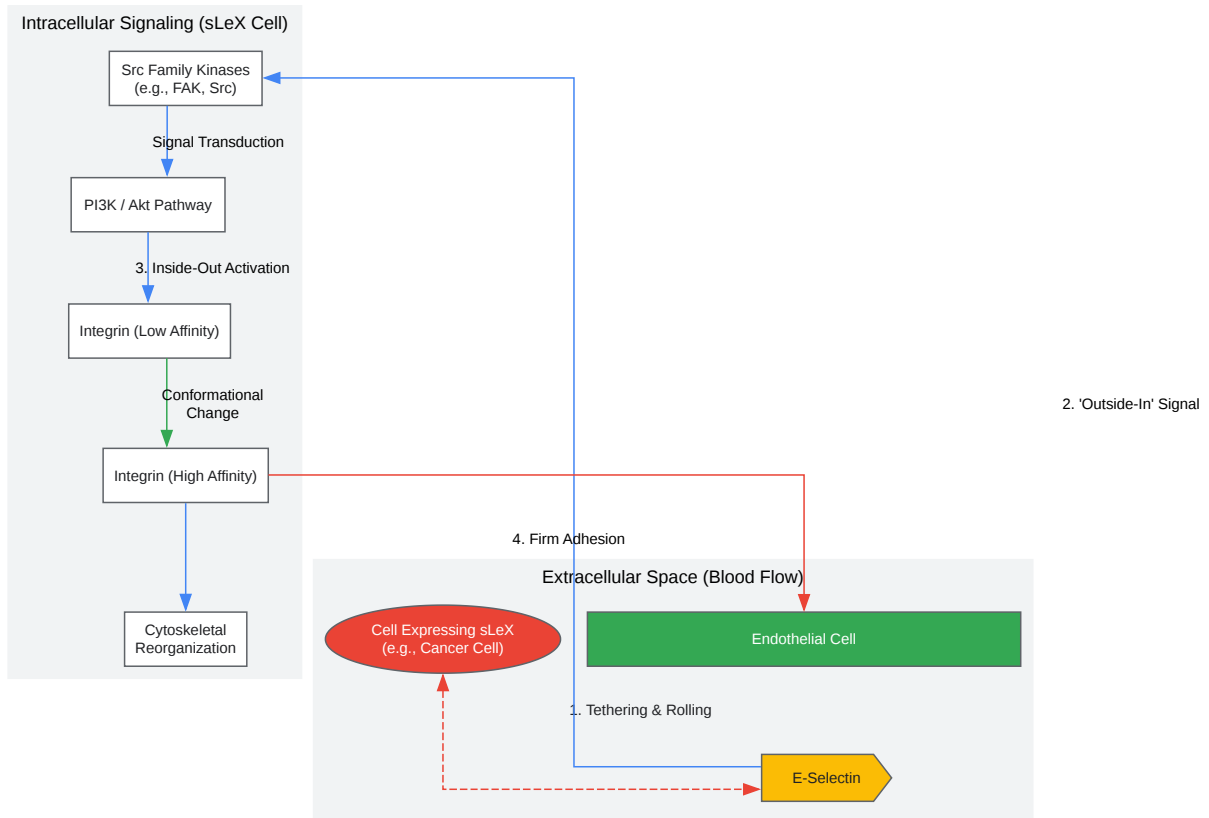 Intracellular Signaling (sLeX Cell)
Src Family Kinases
(e.g., FAK, Src)
Signal Transduction
PI3K / Akt Pathway
3. Inside-Out Activation
Integrin (Low Affinity)
Conformational
Change
2. 'Outside-In' Signal
Integrin (High Affinity)
4. Firm Adhesion
Extracellular Space (Blood Flow)
Cytoskeletal
Reorganization
Cell Expressing sLeX
(e.g., Cancer Cell)
Endothelial Cell
1. Tethering & Rolling
E-Selectin